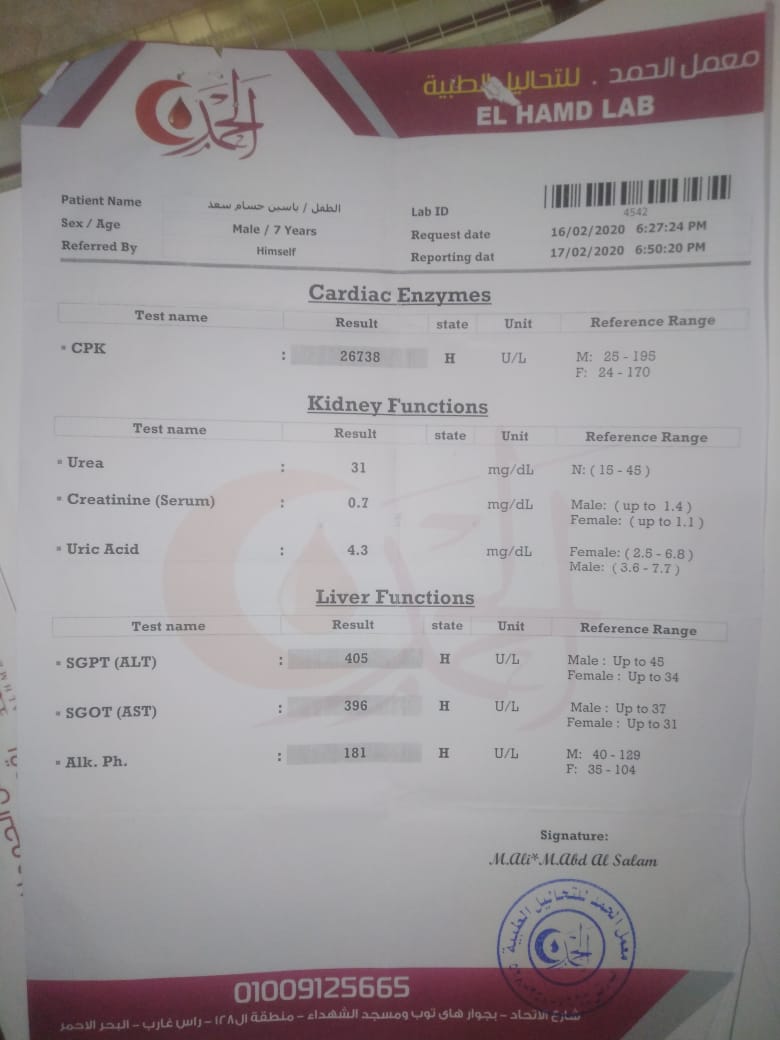 معمل الحمد . للتحاليل الطبية
EL HAMD LAB
الحمد
Patient Name الطفل / ياسين حسام سعد
Sex / Age Male / 7 Years
Referred By Himself
Lab ID 4542
Request date 16/02/2020 6:27:24 PM
Reporting dat 17/02/2020 6:50:20 PM
Cardiac Enzymes
Test name Result state Unit Reference Range
CPK : 26738 H U/L M: 25 - 195
F: 24 - 170
Kidney Functions
Test name Result state Unit Reference Range
Urea : 31 mg/dL N: ( 15 - 45 )
Creatinine (Serum) : 0.7 mg/dL Male: ( up to 1.4 )
Female: ( up to 1.1 )
Uric Acid : 4.3 mg/dL Female: ( 2.5 - 6.8 )
Male: ( 3.6 - 7.7 )
Liver Functions
Test name Result state Unit Reference Range
SGPT (ALT) : 405 H U/L Male : Up to 45
Female : Up to 34
SGOT (AST) : 396 H U/L Male : Up to 37
Female : Up to 31
Alk. Ph. : 181 H U/L M: 40 - 129
F: 35 - 104
Signature:
M.Ali*M.Abd Al Salam
معمل الحمد للتحاليل الطبية
01009125665
شارع الاتحاد - بجوار هاى توب ومسجد الشهداء - منطقة ال١٢٨ - راس غارب - البحر الاحمر